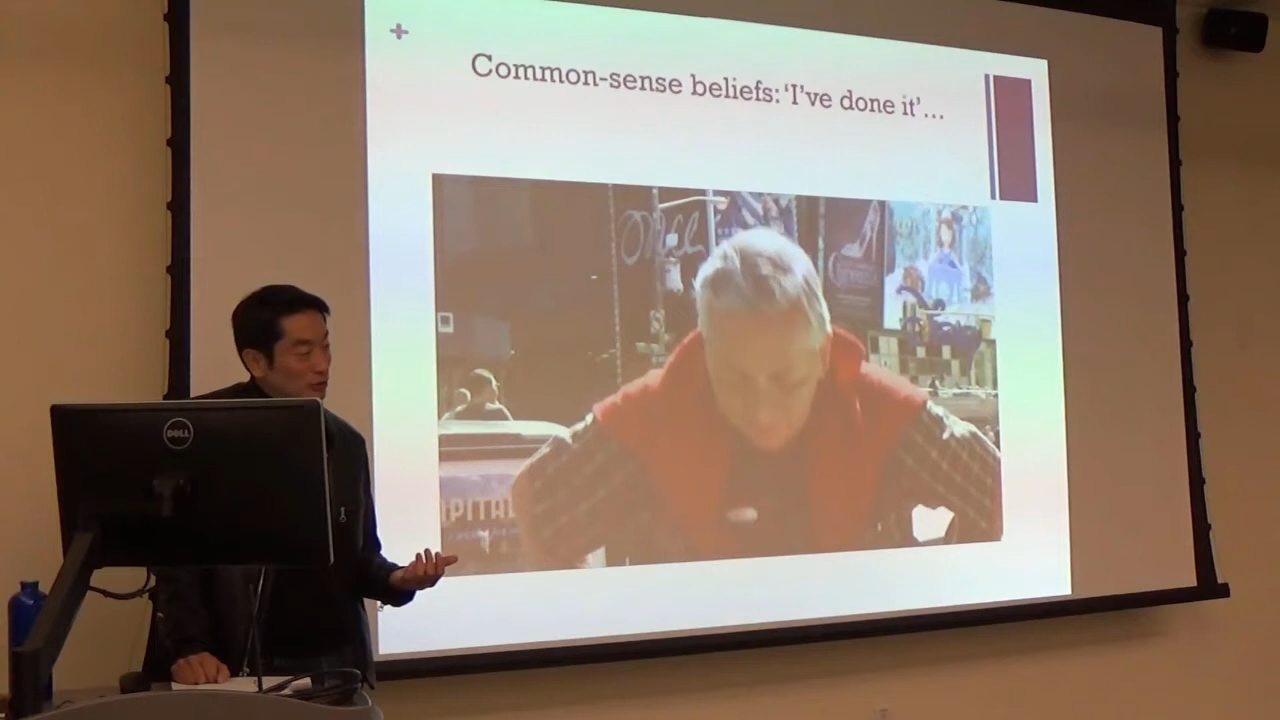 +
Common-sense beliefs: ‘I’ve done it’…
DELL